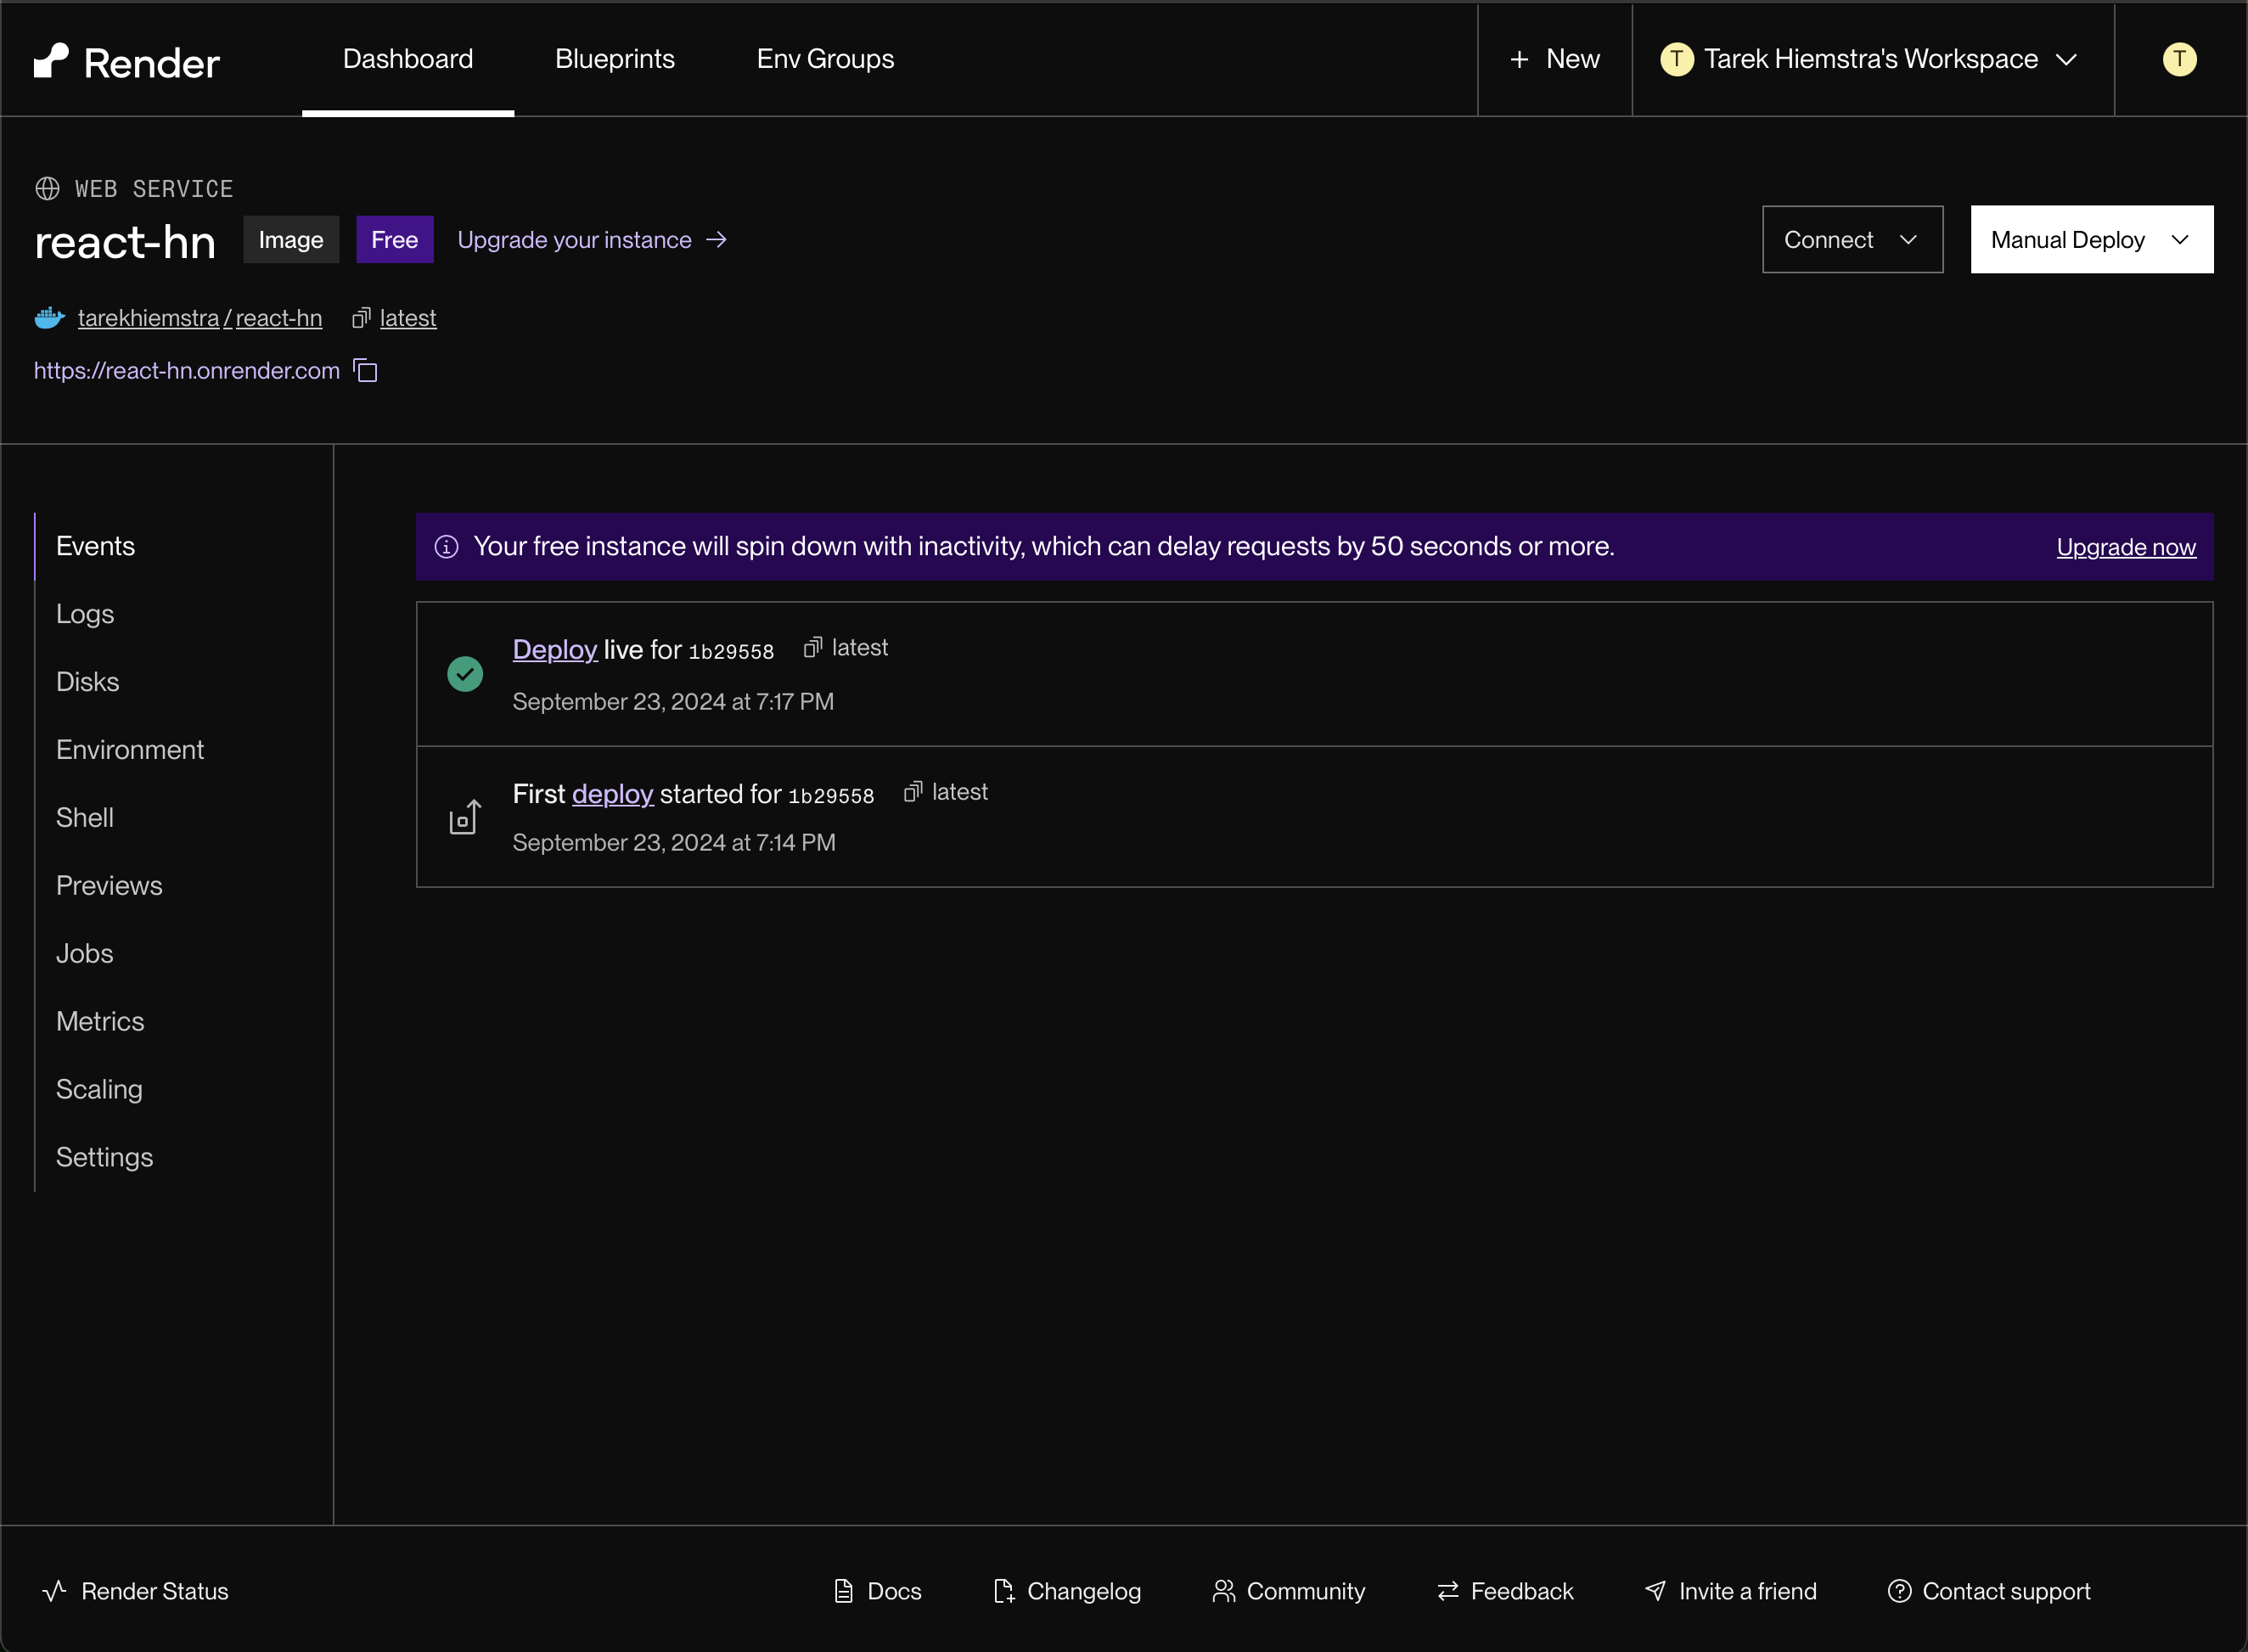 Render Dashboard Blueprints Env Groups + New T Tarek Hiemstra's Workspace T
WEB SERVICE
react-hn Image Free Upgrade your instance → Connect Manual Deploy
tarekhiemstra / react-hn latest
https://react-hn.onrender.com
Events
Logs
Disks
Environment
Shell
Previews
Jobs
Metrics
Scaling
Settings
Your free instance will spin down with inactivity, which can delay requests by 50 seconds or more. Upgrade now
Deploy live for 1b29558 latest
September 23, 2024 at 7:17 PM
First deploy started for 1b29558 latest
September 23, 2024 at 7:14 PM
Render Status Docs Changelog Community Feedback Invite a friend Contact support